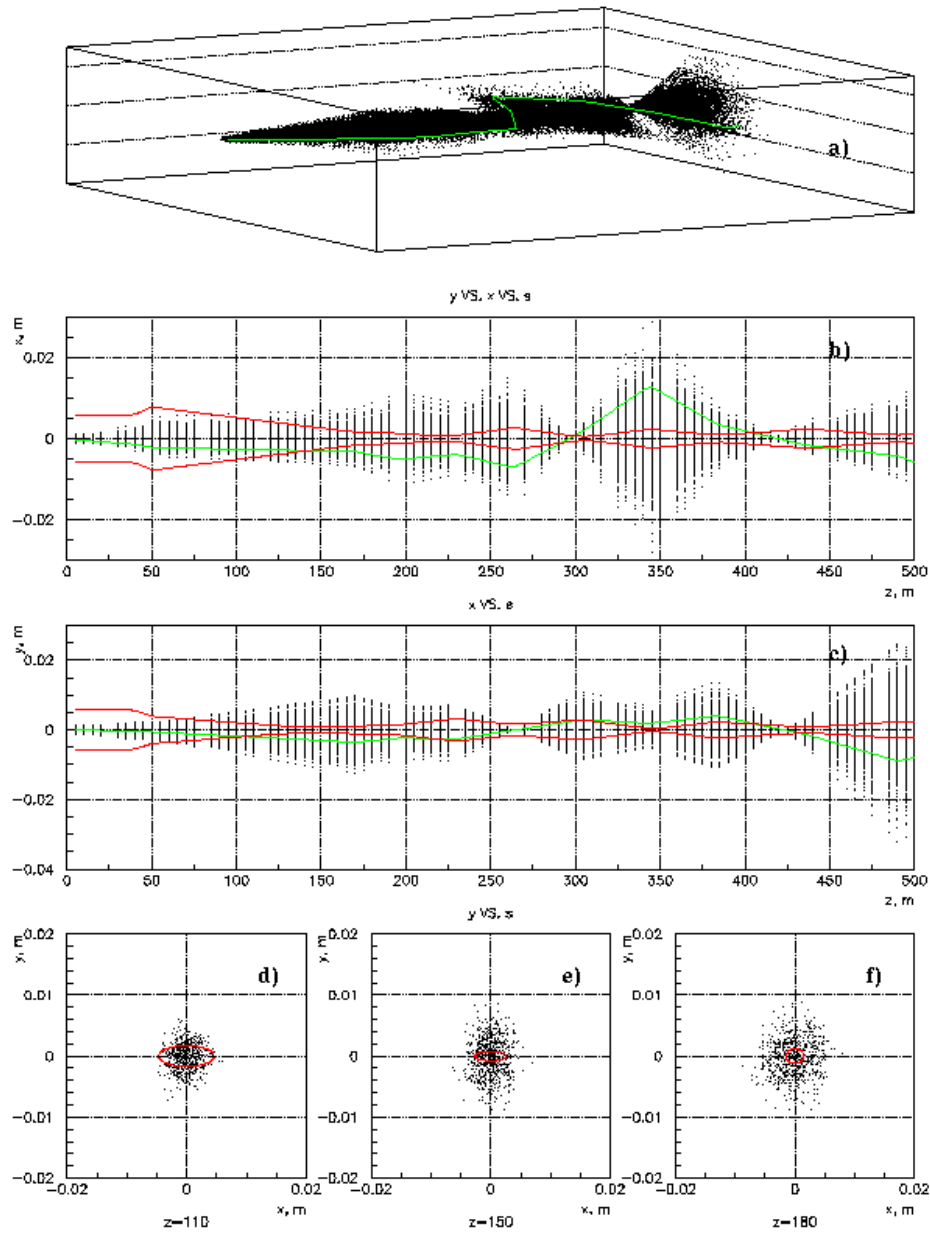 a)
y VS. x VS. s
x, m
b)
0.02
0
-0.02
0 50 100 150 200 250 300 350 400 450 500
z, m
x VS. s
y, m
c)
0.02
0
-0.02
-0.04
0 50 100 150 200 250 300 350 400 450 500
z, m
y VS. s
y, m 0.02 y, m 0.02 y, m 0.02
d) e) f)
0.01 0.01 0.01
0 0 0
-0.01 -0.01 -0.01
-0.02 -0.02 -0.02
-0.02 0 0.02 -0.02 0 0.02 -0.02 0 0.02
x, m x, m x, m
z=110 z=150 z=180